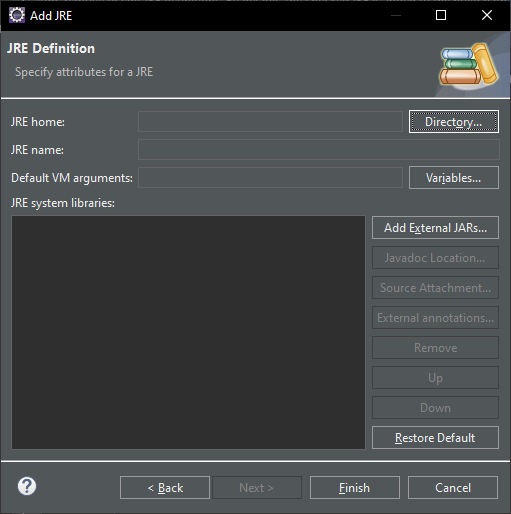 Add JRE
JRE Definition
Specify attributes for a JRE
JRE home:
Directory...
JRE name:
Default VM arguments:
Variables...
JRE system libraries:
Add External JARs...
Javadoc Location...
Source Attachment...
External annotations...
Remove
Up
Down
Restore Default
?
< Back
Next >
Finish
Cancel